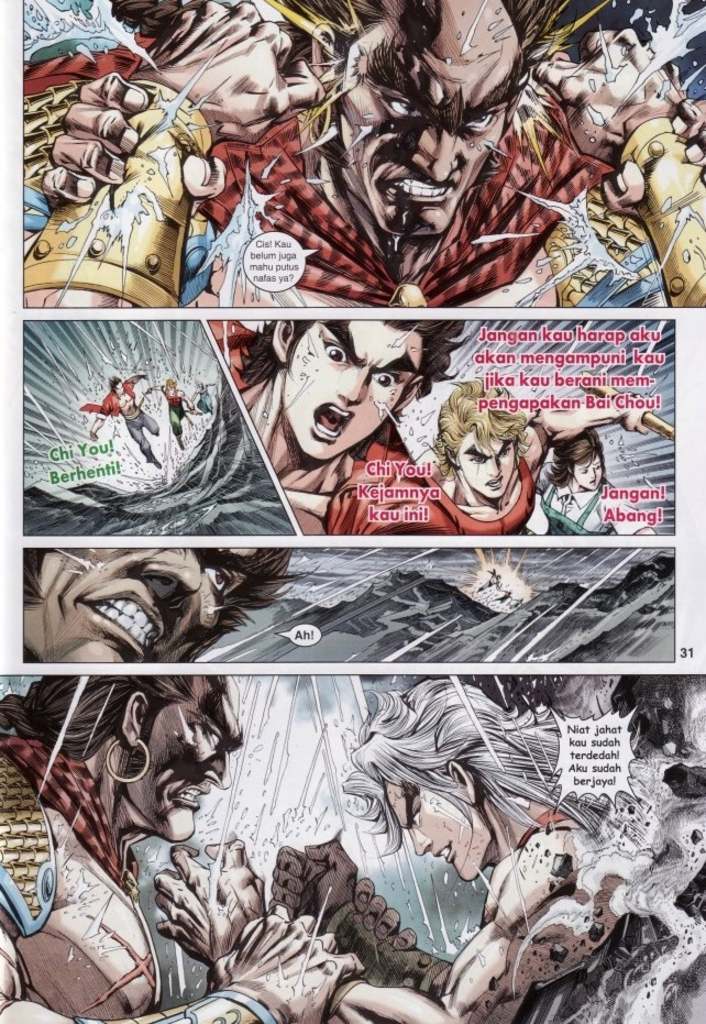 Cis! Kau
belum juga
mahu putus
nafas ya?
Chi You!
Berhenti!
Jangan kau harap aku
akan mengampuni kau
jika kau berani mem-
pengapakan Bai Chou!
Chi You!
Kejamnya
kau ini!
Jangan!
Abang!
Ah!
31
Niat jahat
kau sudah
terdedah!
Aku sudah
berjaya!